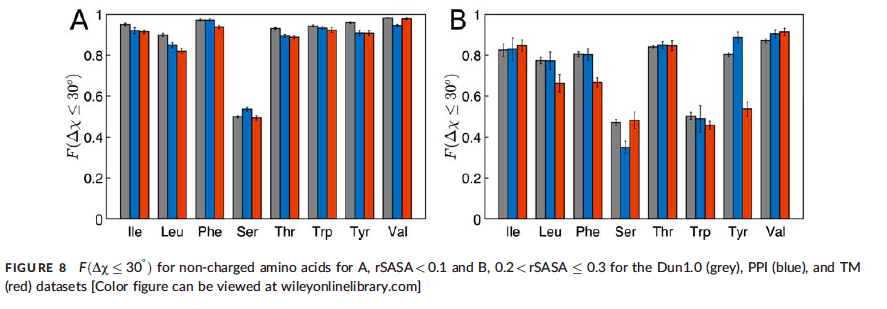 A
B
F(Δχ ≤ 30°)
1
0.8
0.6
0.4
0.2
0
Ile Leu Phe Ser Thr Trp Tyr Val
F(Δχ ≤ 30°)
1
0.8
0.6
0.4
0.2
0
Ile Leu Phe Ser Thr Trp Tyr Val
FIGURE 8 F(Δχ ≤ 30°) for non-charged amino acids for A, rSASA < 0.1 and B, 0.2 < rSASA ≤ 0.3 for the Dun1.0 (grey), PPI (blue), and TM
(red) datasets [Color figure can be viewed at wileyonlinelibrary.com]